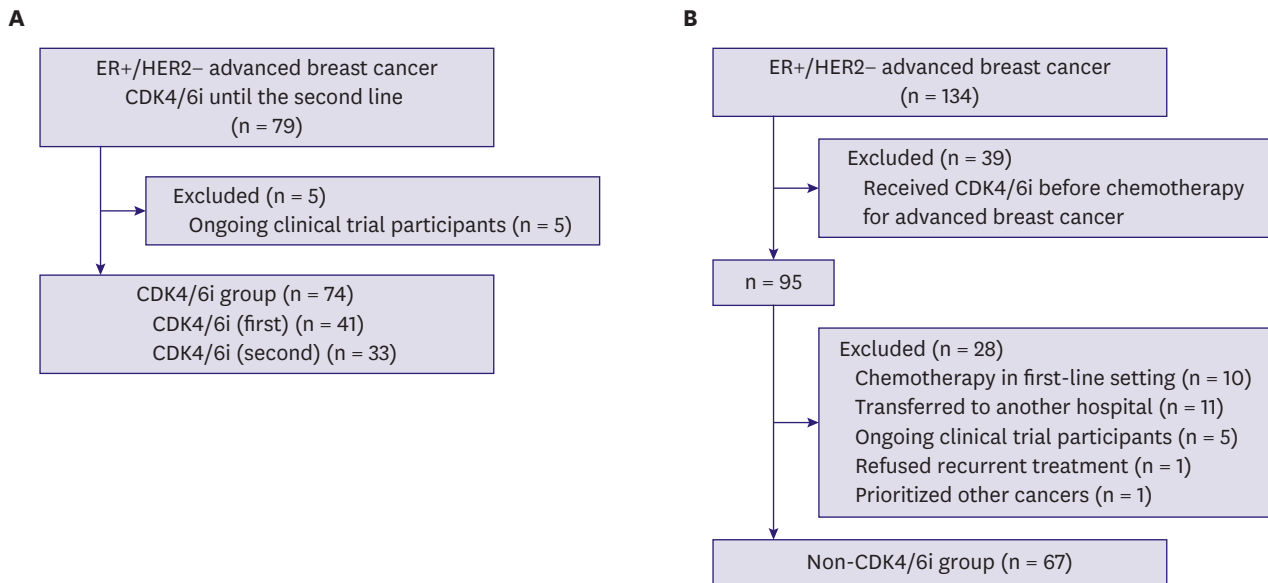 A
ER+/HER2− advanced breast cancer
CDK4/6i until the second line
(n = 79)
Excluded (n = 5)
Ongoing clinical trial participants (n = 5)
CDK4/6i group (n = 74)
CDK4/6i (first) (n = 41)
CDK4/6i (second) (n = 33)
B
ER+/HER2− advanced breast cancer
(n = 134)
Excluded (n = 39)
Received CDK4/6i before chemotherapy
for advanced breast cancer
n = 95
Excluded (n = 28)
Chemotherapy in first-line setting (n = 10)
Transferred to another hospital (n = 11)
Ongoing clinical trial participants (n = 5)
Refused recurrent treatment (n = 1)
Prioritized other cancers (n = 1)
Non-CDK4/6i group (n = 67)